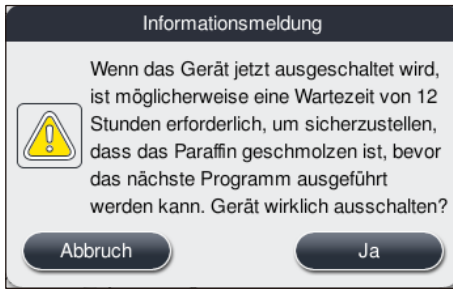 Informationsmeldung
Wenn das Gerät jetzt ausgeschaltet wird,
ist möglicherweise eine Wartezeit von 12
Stunden erforderlich, um sicherzustellen,
dass das Paraffin geschmolzen ist, bevor
das nächste Programm ausgeführt
werden kann. Gerät wirklich ausschalten?
Abbruch
Ja